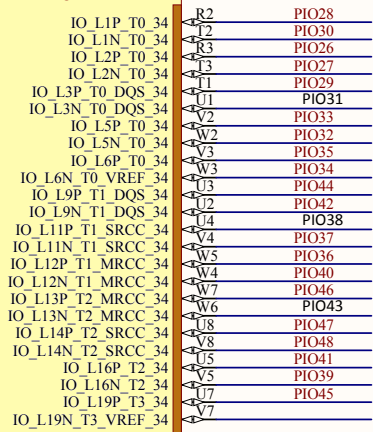 IO_L1P_T0_34 R2 PIO28
IO_L1N_T0_34 T2 PIO30
IO_L2P_T0_34 R3 PIO26
IO_L2N_T0_34 T3 PIO27
IO_L3P_T0_DQS_34 T1 PIO29
IO_L3N_T0_DQS_34 U1 PIO31
IO_L5P_T0_34 V2 PIO33
IO_L5N_T0_34 W2 PIO32
IO_L6P_T0_34 V3 PIO35
IO_L6N_T0_VREF_34 W3 PIO34
IO_L9P_T1_DQS_34 U3 PIO44
IO_L9N_T1_DQS_34 U2 PIO42
IO_L11P_T1_SRCC_34 U4 PIO38
IO_L11N_T1_SRCC_34 V4 PIO37
IO_L12P_T1_MRCC_34 W5 PIO36
IO_L12N_T1_MRCC_34 W4 PIO40
IO_L13P_T2_MRCC_34 W7 PIO46
IO_L13N_T2_MRCC_34 W6 PIO43
IO_L14P_T2_SRCC_34 U8 PIO47
IO_L14N_T2_SRCC_34 V8 PIO48
IO_L16P_T2_34 U5 PIO41
IO_L16N_T2_34 V5 PIO39
IO_L19P_T3_34 U7 PIO45
IO_L19N_T3_VREF_34 V7